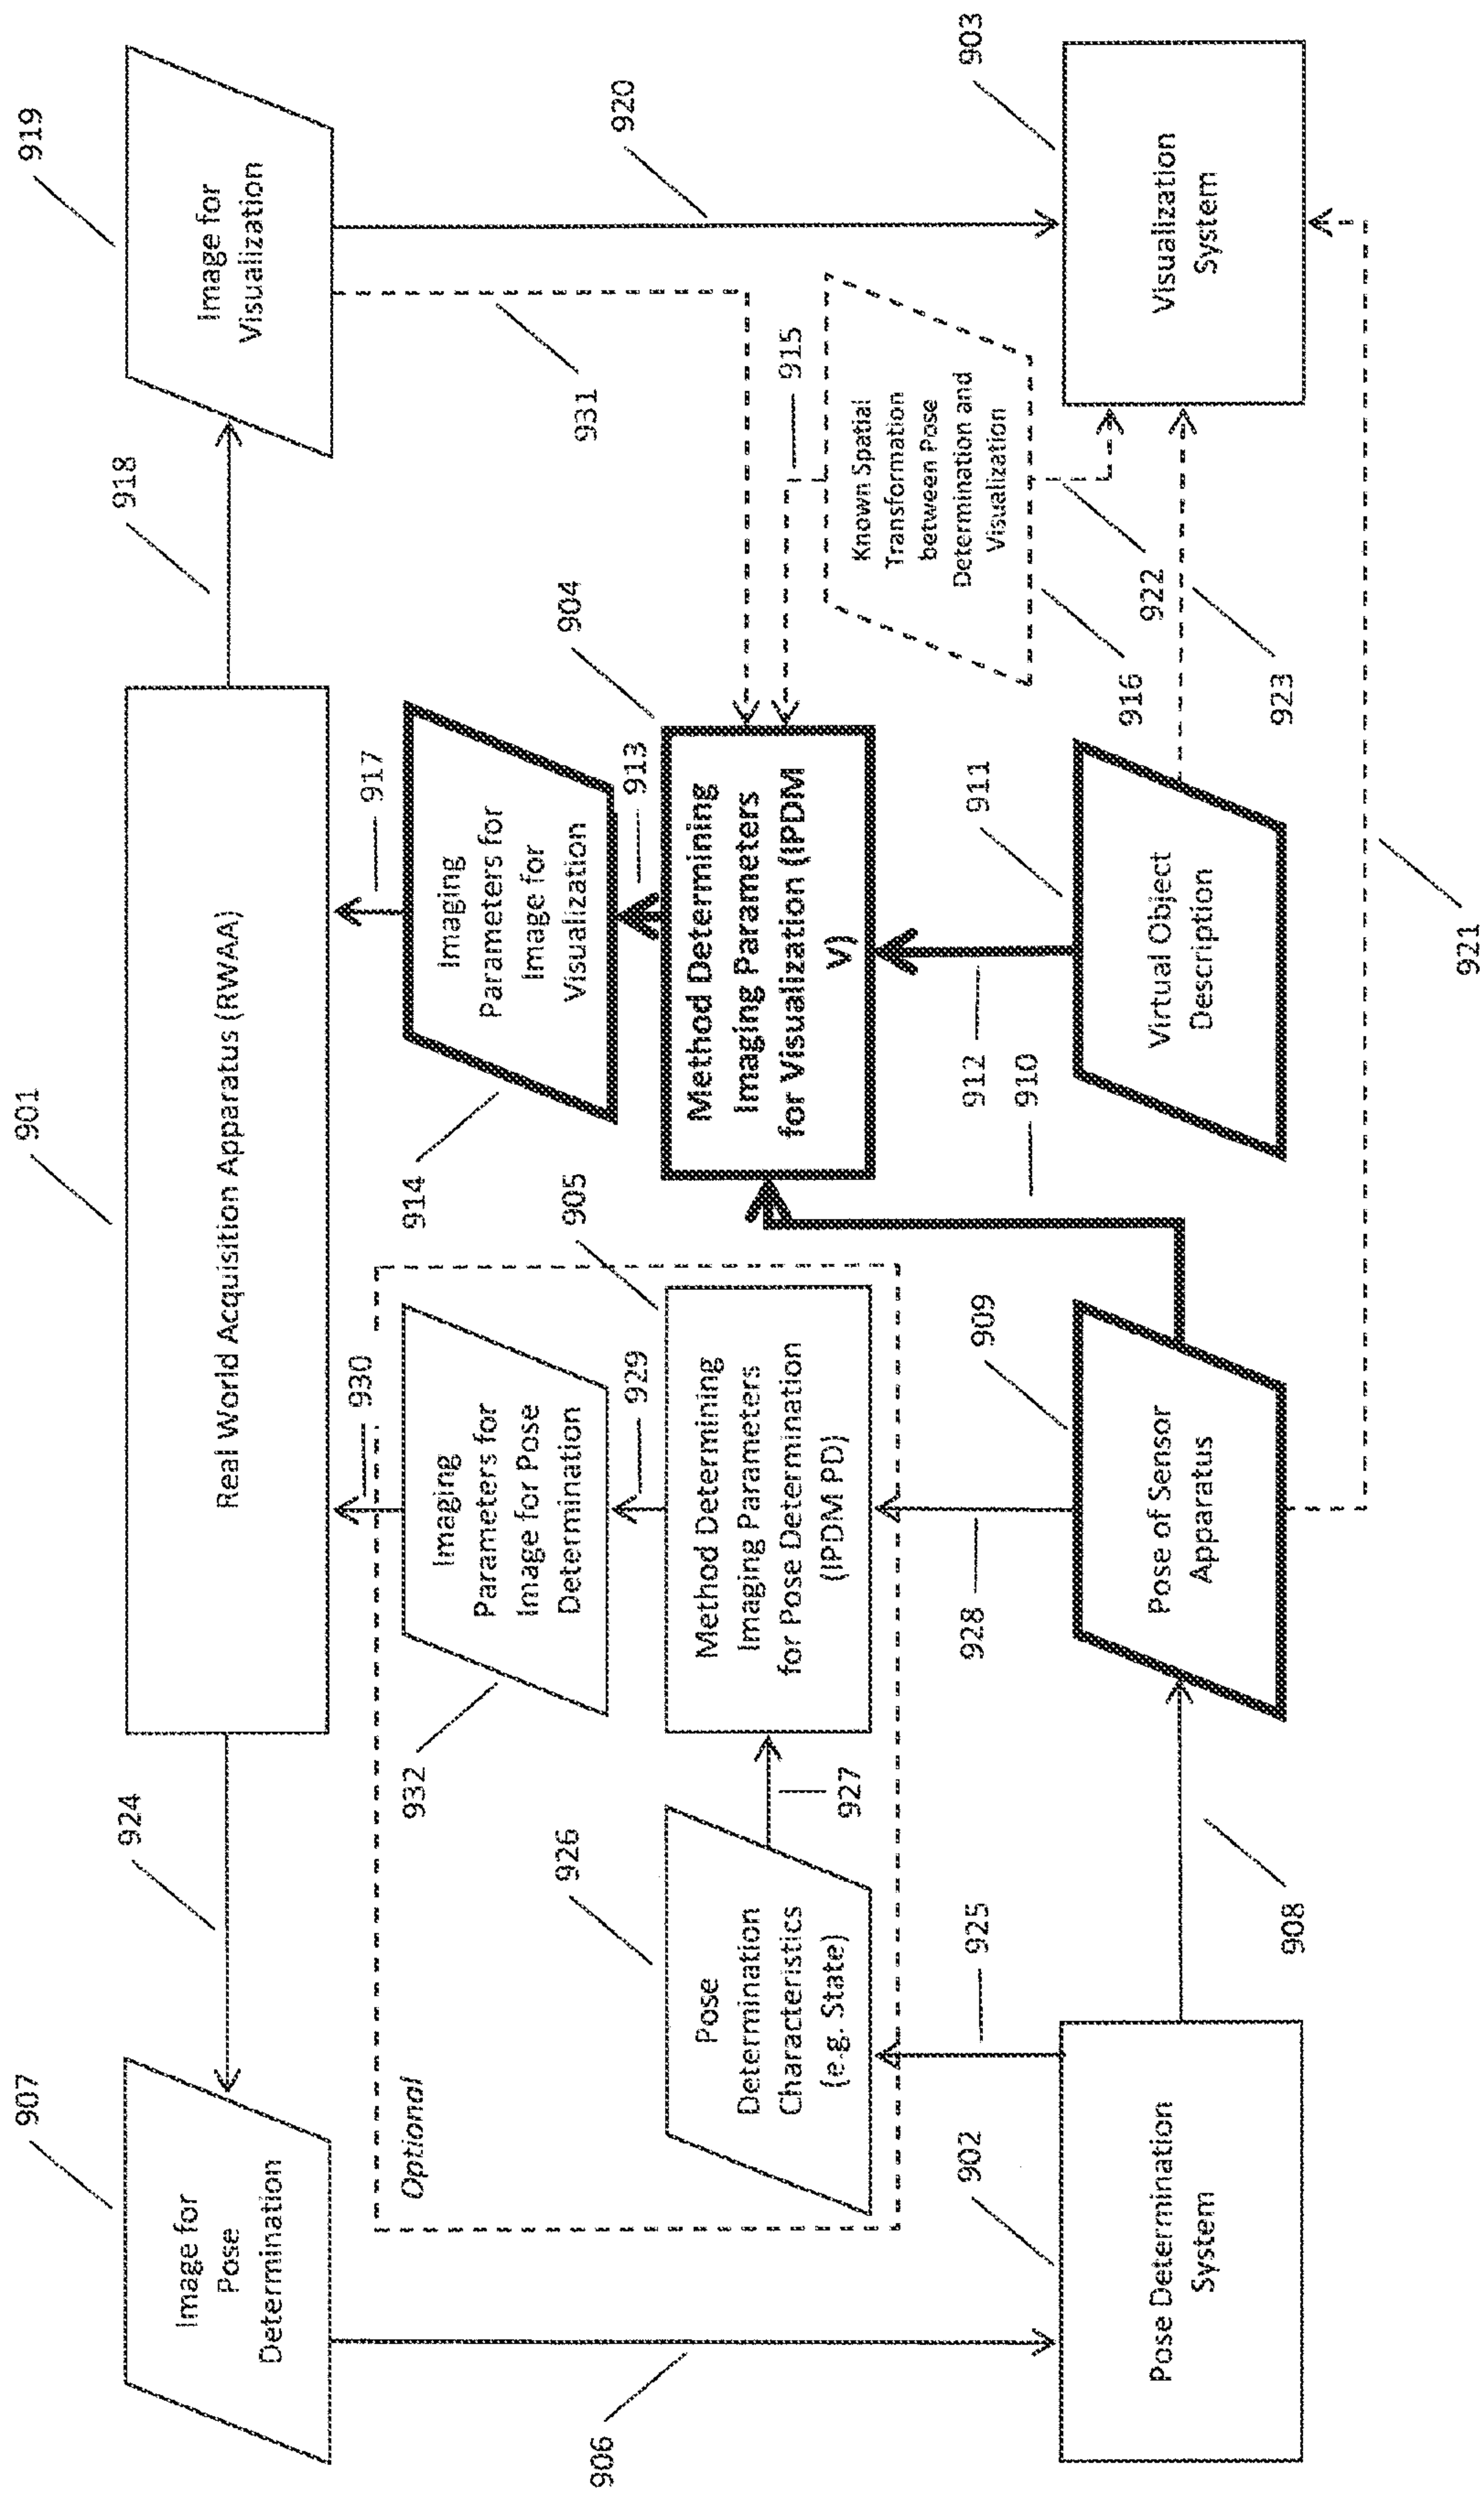 907
924
901
918
919
Image for
Pose
Determination
Real World Acquisition Apparatus (RWAA)
Image for
Visualization
930
917
920
Optional
932
Imaging
Parameters for
Image for Pose
Determination
914
Imaging
Parameters for
Image for
Visualization
931
906
926
929
905
913
904
Pose
Determination
Characteristics
(e.g. State)
927
Method Determining
Imaging Parameters
for Pose Determination
(IPDM PD)
Method Determining
Imaging Parameters
for Visualization (IPDM
V)
915
Known Spatial
Transformation
between Pose
Determination and
Visualization
902
925
928
909
912
910
911
916
922
903
Pose Determination
System
908
Pose of Sensor
Apparatus
Virtual Object
Description
923
Visualization
System
921